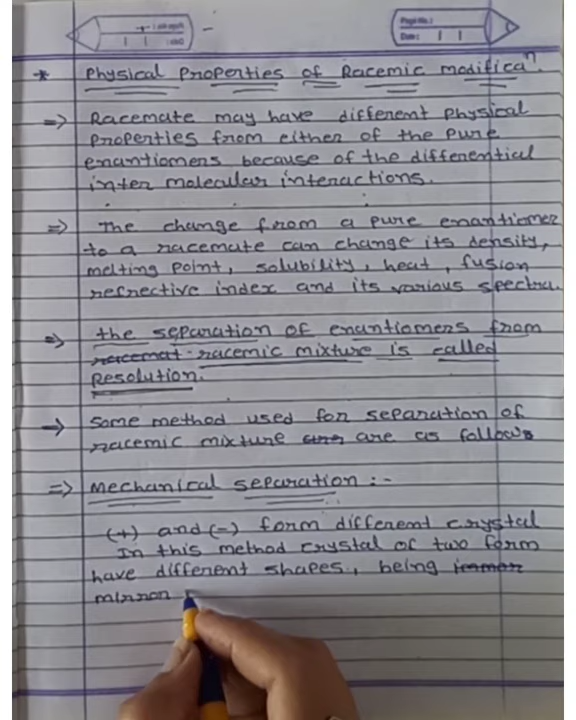 Page No.:
Date:
* Physical Properties of Racemic modificaⁿ.
=> Racemate may have different Physical
Properties from either of the pure
enantiomers because of the differential
inter molecular interactions.
=> The change from a pure enantiomer
to a racemate can change its density,
melting point, solubility, heat, fusion
refrective index and its various spectra.
=> the separation of enantiomers from
racemat racemic mixture is called
Resolution.
→ Some method used for separation of
racemic mixture are as follows
=> Mechanical separation :-
(+) and (-) form different crystal
In this method crystal of two form
have different shapes, being
mirror